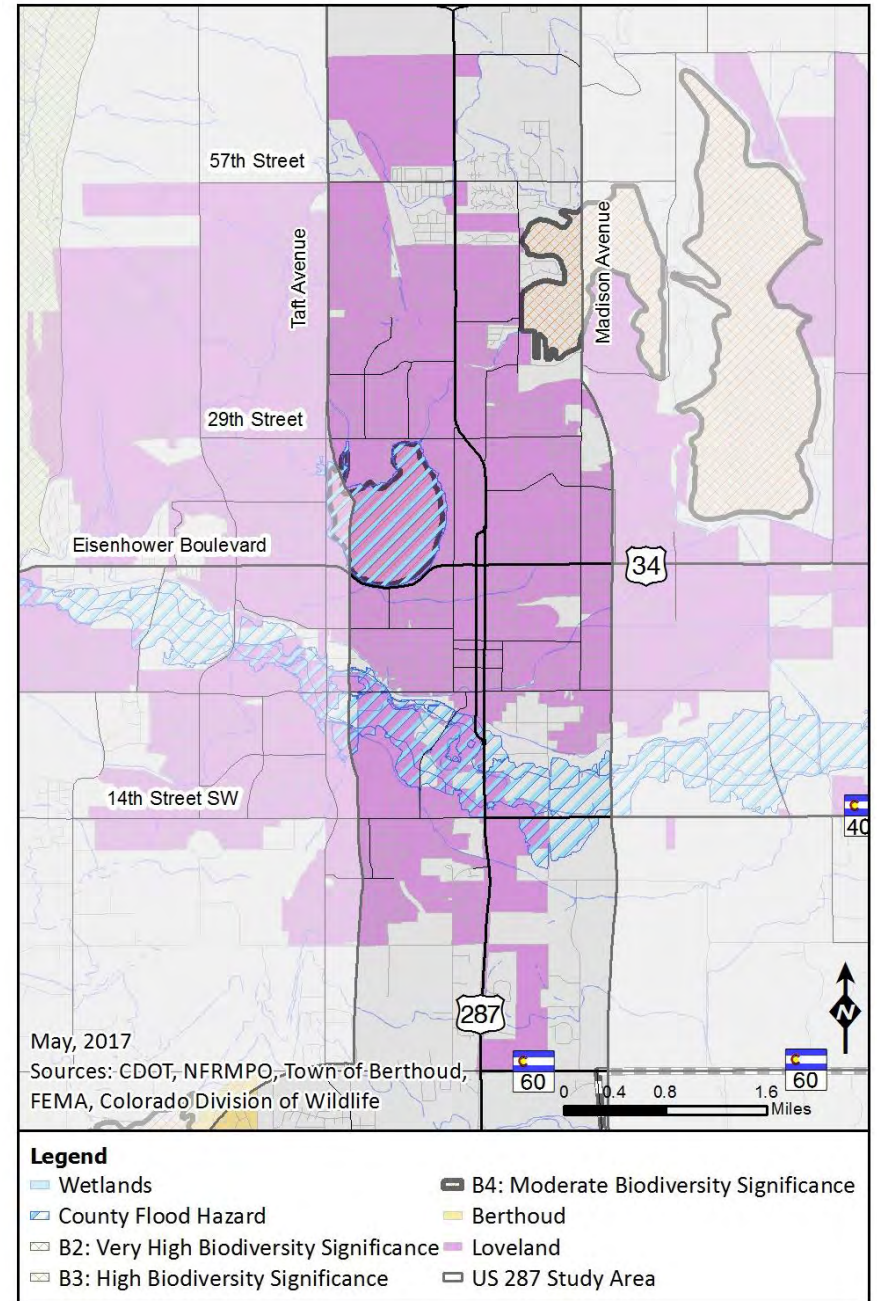 57th Street
Taft Avenue
Madison Avenue
29th Street
Eisenhower Boulevard
34
14th Street SW
C
40
287
N
May, 2017
Sources: CDOT, NFRMPO, Town of Berthoud,
FEMA, Colorado Division of Wildlife
C
60
C
60
0 0.4 0.8 1.6
Miles
Legend
Wetlands
County Flood Hazard
B2: Very High Biodiversity Significance
B3: High Biodiversity Significance
B4: Moderate Biodiversity Significance
Berthoud
Loveland
US 287 Study Area